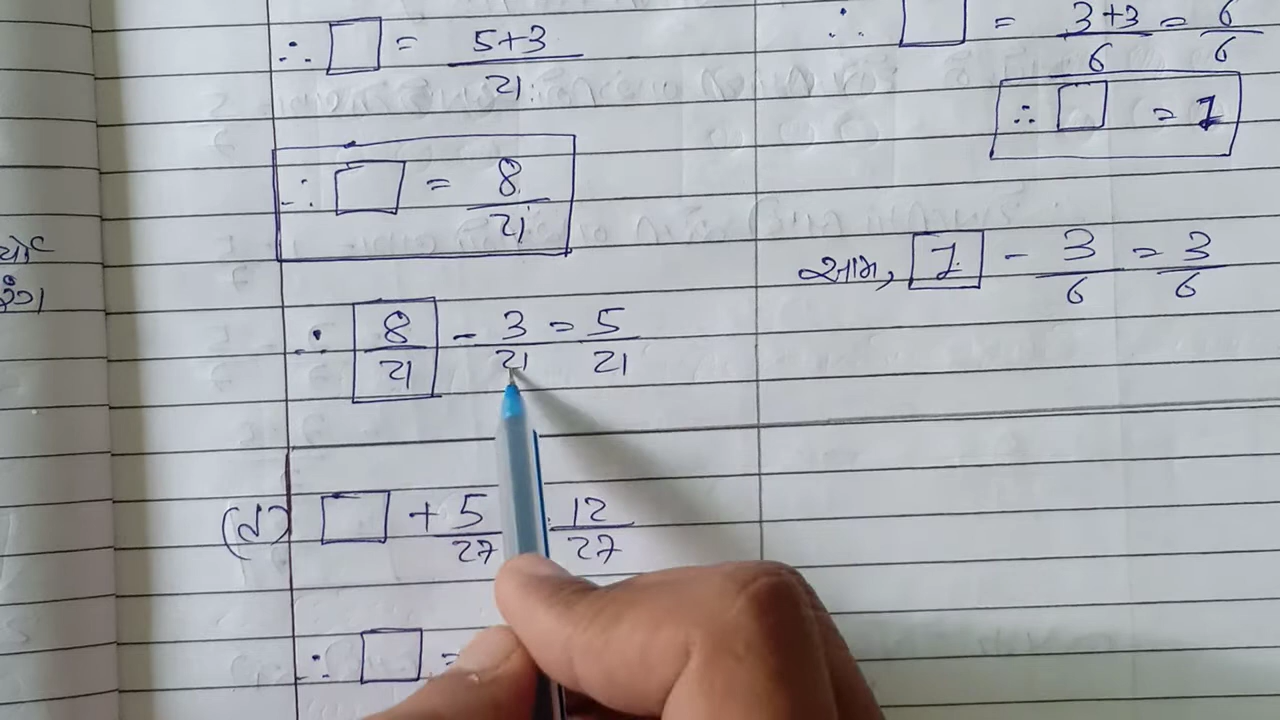 ∴ □ = 5+3/21
∴ □ = 8/21
∴ 8/21 - 3/21 = 5/21
(ડ) □ + 5/27 12/27
∴ □ =
∴ □ = 3+3/6 = 6/6
∴ □ = 1
આમ, 1 - 3/6 = 3/6